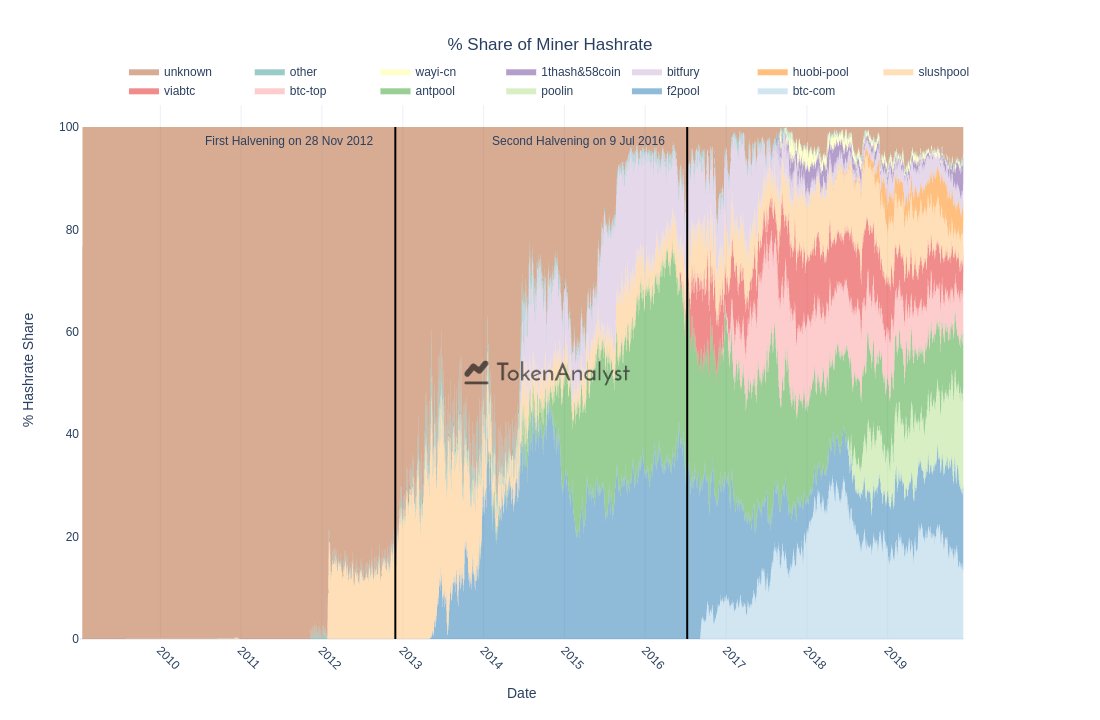 % Share of Miner Hashrate
unknown other wayi-cn 1thash&58coin bitfury huobi-pool slushpool
viabtc btc-top antpool poolin f2pool btc-com
First Halvening on 28 Nov 2012
Second Halvening on 9 Jul 2016
100
80
60
40
20
0
% Hashrate Share
TokenAnalyst
2010 2011 2012 2013 2014 2015 2016 2017 2018 2019
Date